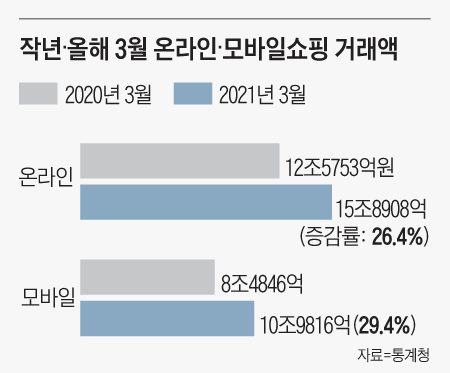 작년·올해 3월 온라인·모바일쇼핑 거래액
2020년 3월
2021년 3월
온라인
12조5753억원
15조8908억
(증감률: 26.4%)
모바일
8조4846억
10조9816억(29.4%)
자료=통계청